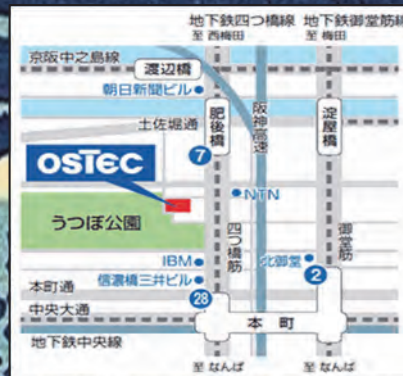 地下鉄四つ橋線 地下鉄御堂筋線
至 西梅田 至 梅田
京阪中之島線
渡辺橋
朝日新聞ビル
土佐堀通
肥後橋
阪神高速
淀屋橋
7
OSTEC
NTN
うつぼ公園
四つ橋筋
御堂筋
IBM
北御堂
2
信濃橋三井ビル
本町通
28
中央大通
本町
地下鉄中央線
至 なんば 至 なんば